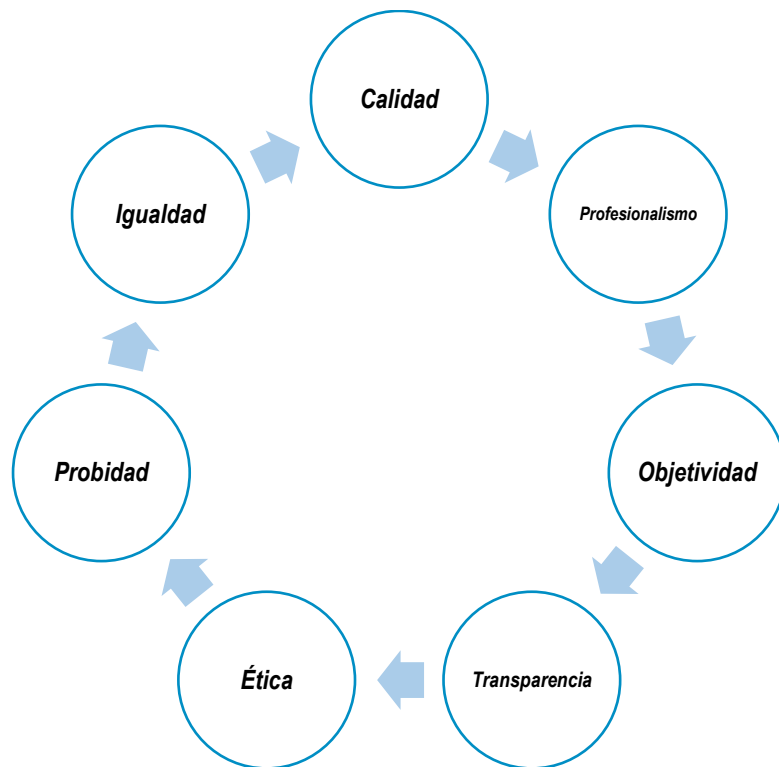 Calidad
Profesionalismo
Objetividad
Transparencia
Ética
Probidad
Igualdad